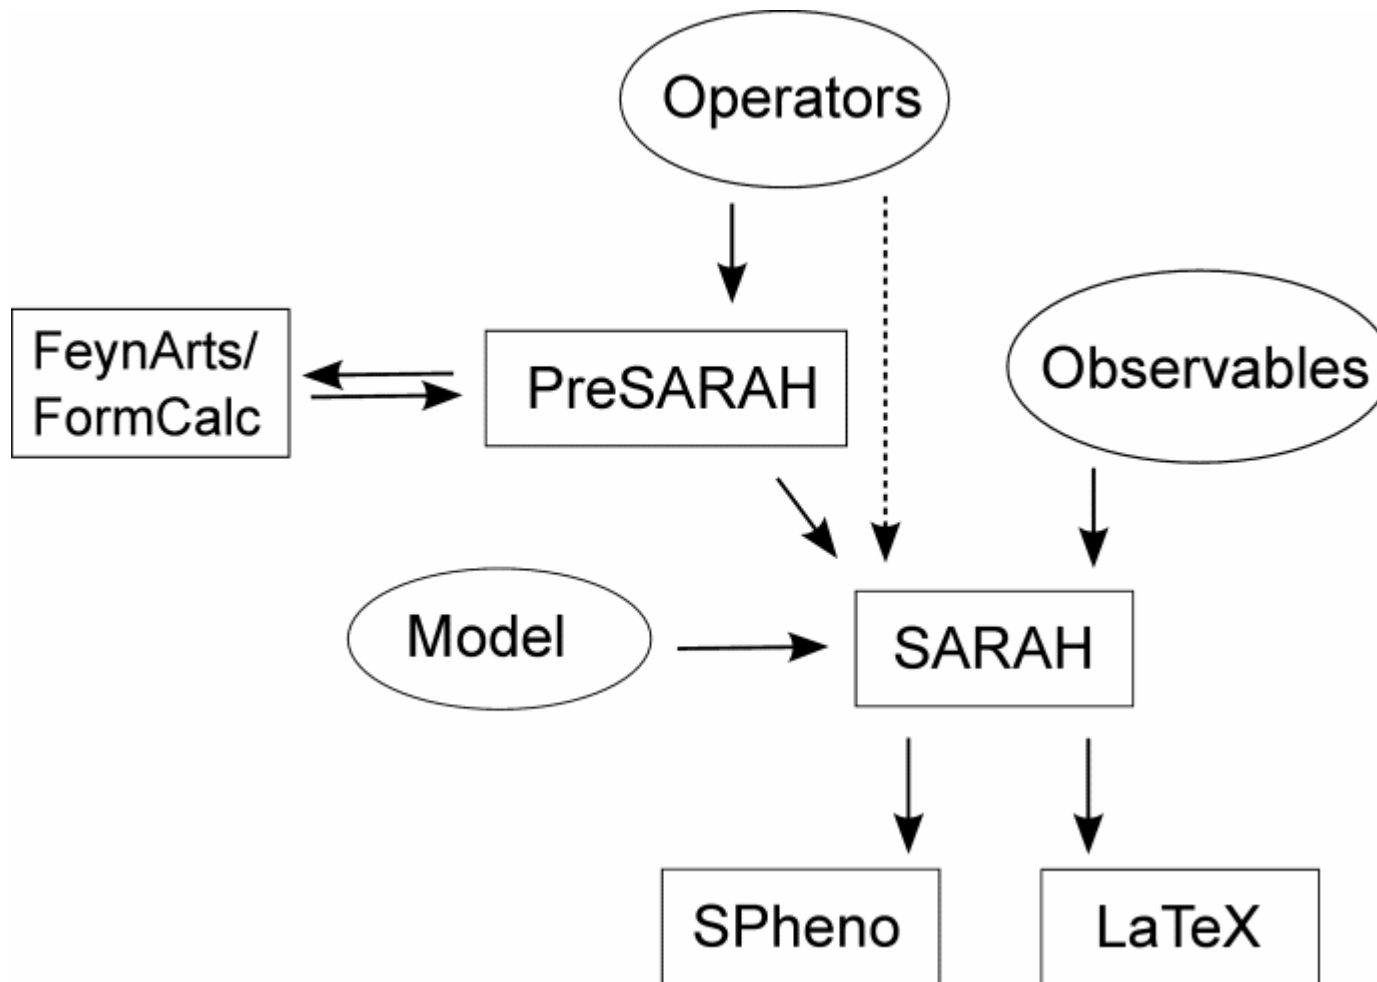 Operators
FeynArts/
FormCalc
PreSARAH
Observables
Model
SARAH
SPheno
LaTeX